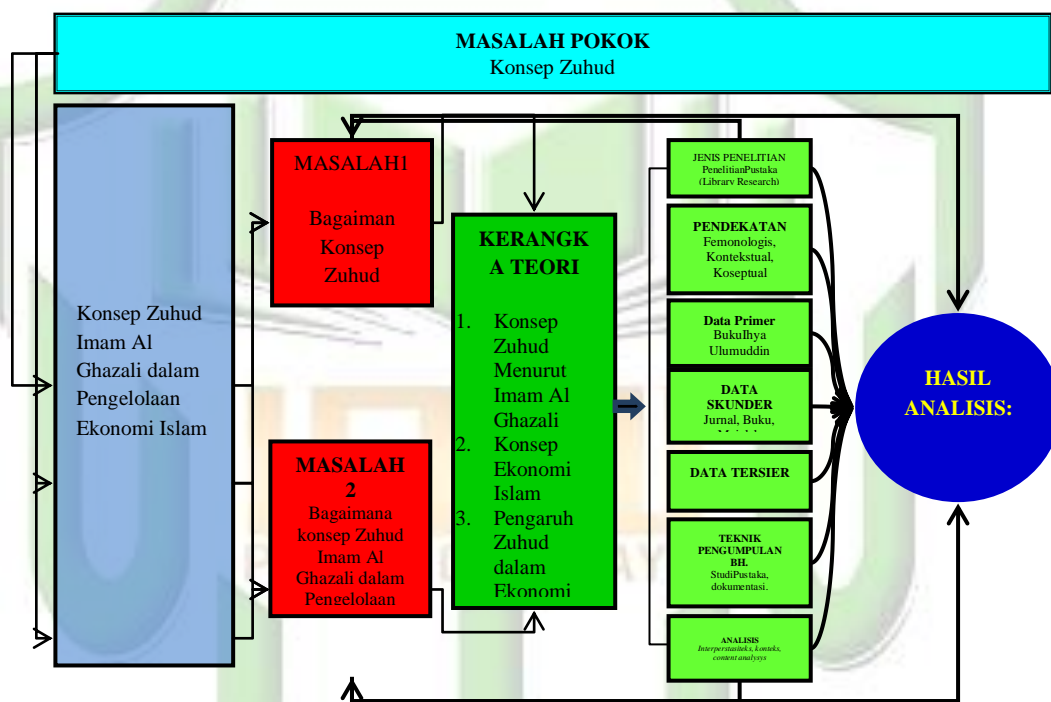 MASALAH POKOK
Konsep Zuhud
Konsep Zuhud
Imam Al
Ghazali dalam
Pengelolaan
Ekonomi Islam
MASALAH1
Bagaiman
Konsep
Zuhud
MASALAH
2
Bagaimana
konsep Zuhud
Imam Al
Ghazali dalam
Pengelolaan
KERANGK
A TEORI
1. Konsep
Zuhud
Menurut
Imam Al
Ghazali
2. Konsep
Ekonomi
Islam
3. Pengaruh
Zuhud
dalam
Ekonomi
JENIS PENELITIAN
PenelitianPustaka
(Library Research)
PENDEKATAN
Femonologis,
Kontekstual,
Koseptual
Data Primer
BukuIhya
Ulumuddin
DATA
SKUNDER
Jurnal, Buku,
DATA TERSIER
TEKNIK
PENGUMPULAN
BH.
StudiPustaka,
dokumentasi.
ANALISIS
konteks,
content analysys
HASIL
ANALISIS: